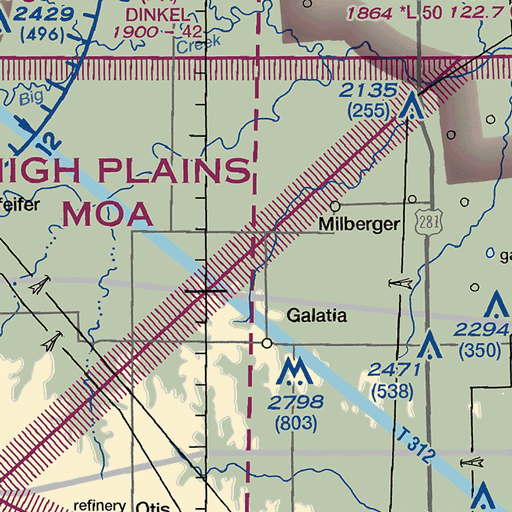 1864 *L 50 122.7
2429
(496)
DINKEL
1900 - 42
Creek
Big
12
2135
(255)
HIGH PLAINS
MOA
feifer
Milberger
281
ga
Galatia
2294
(350)
2471
(538)
2798
(803)
T 312
refinery
Otis